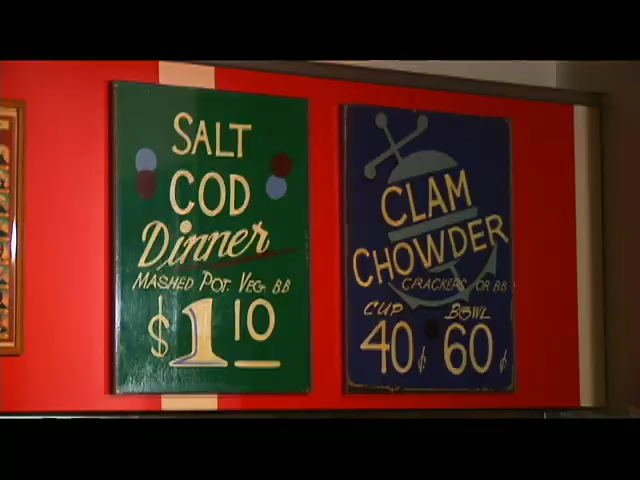 SALT
COD
Dinner
MASHED POT. VEG. BB
$1 10
CLAM
CHOWDER
CRACKERS OR BB
CUP BOWL
40¢ 60¢